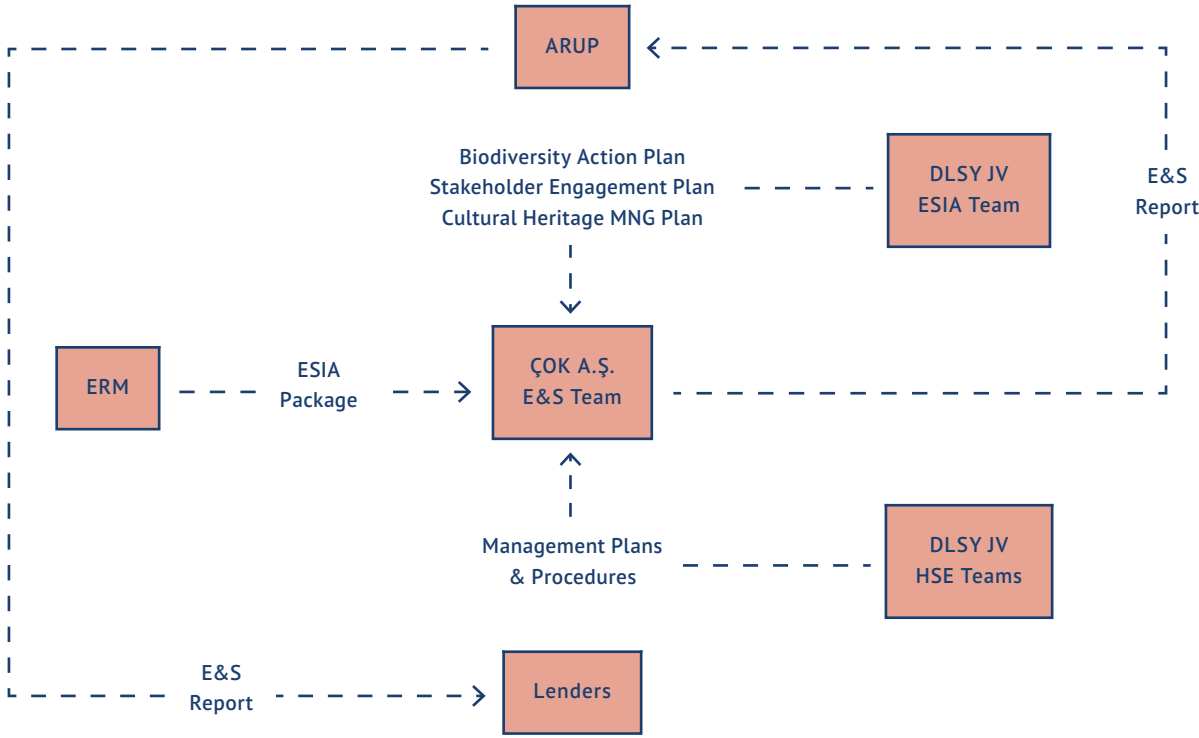 ARUP
Biodiversity Action Plan
Stakeholder Engagement Plan
Cultural Heritage MNG Plan
DLSY JV
ESIA Team
E&S
Report
ERM
ESIA
Package
ÇOK A.Ş.
E&S Team
Management Plans
& Procedures
DLSY JV
HSE Teams
E&S
Report
Lenders